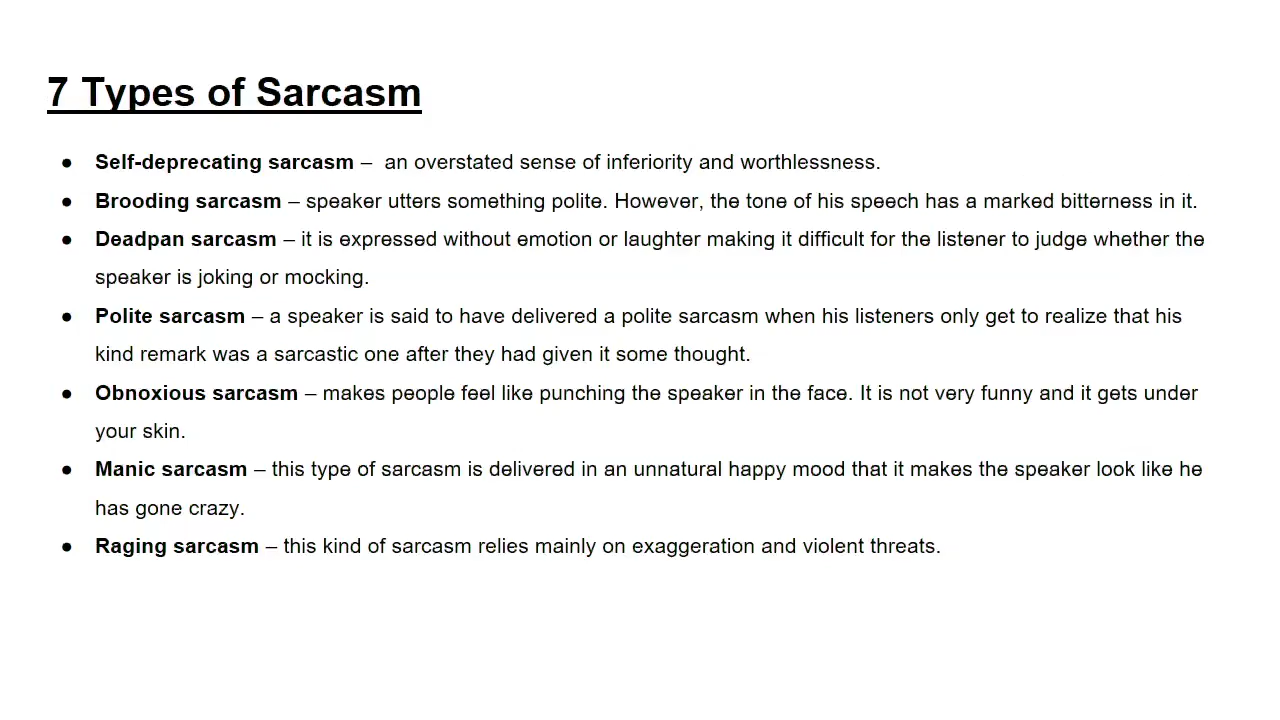 7 Types of Sarcasm
● Self-deprecating sarcasm –  an overstated sense of inferiority and worthlessness.
● Brooding sarcasm – speaker utters something polite. However, the tone of his speech has a marked bitterness in it.
● Deadpan sarcasm – it is expressed without emotion or laughter making it difficult for the listener to judge whether the
speaker is joking or mocking.
● Polite sarcasm – a speaker is said to have delivered a polite sarcasm when his listeners only get to realize that his
kind remark was a sarcastic one after they had given it some thought.
● Obnoxious sarcasm – makes people feel like punching the speaker in the face. It is not very funny and it gets under
your skin.
● Manic sarcasm – this type of sarcasm is delivered in an unnatural happy mood that it makes the speaker look like he
has gone crazy.
● Raging sarcasm – this kind of sarcasm relies mainly on exaggeration and violent threats.